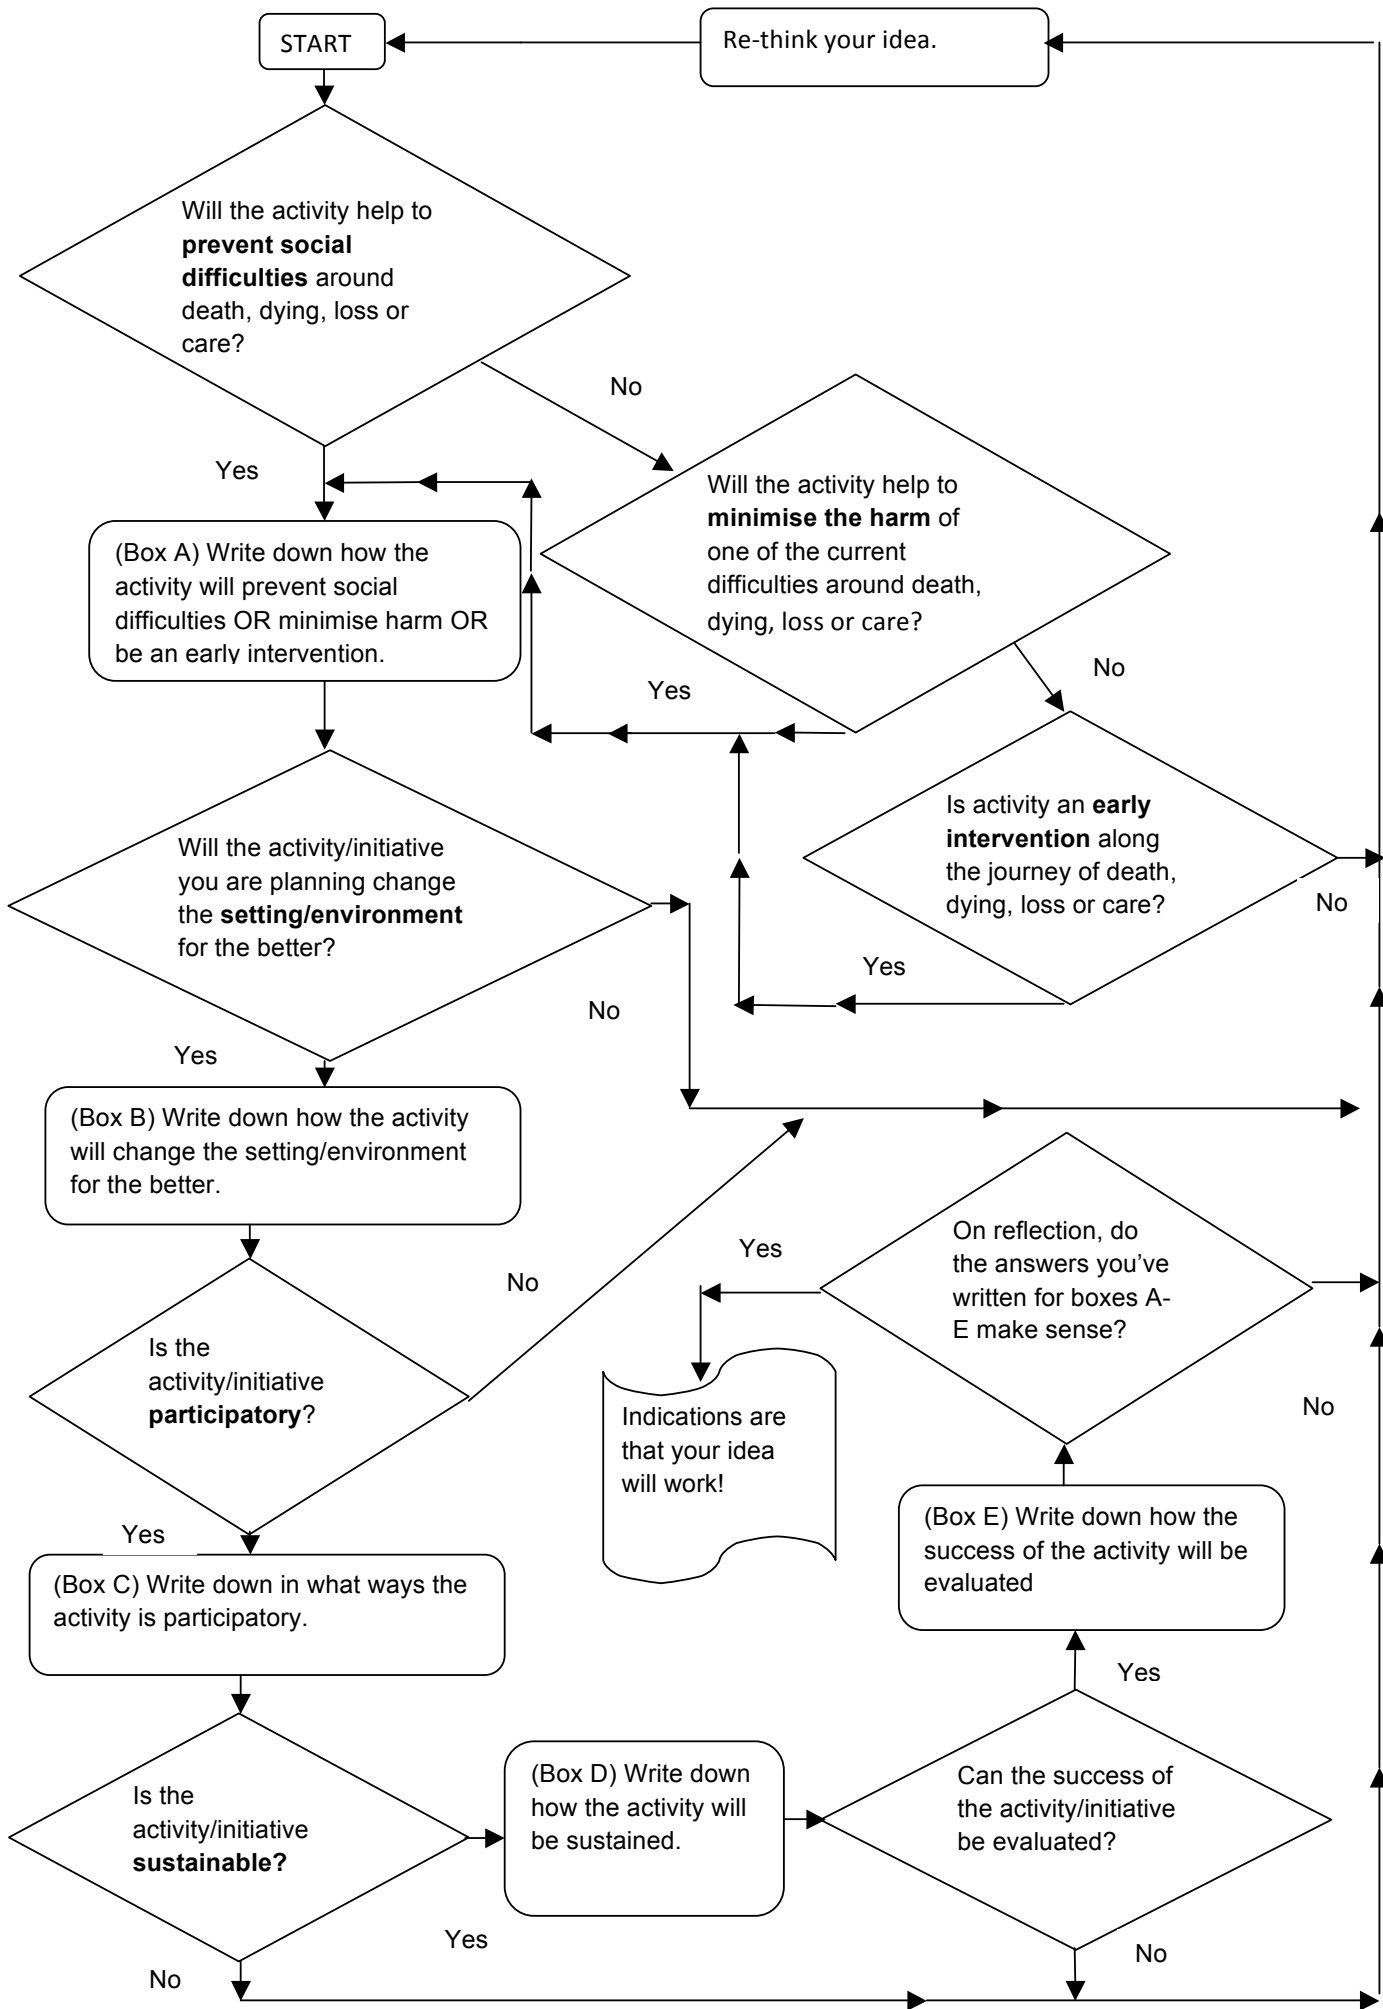 START
Re-think your idea.
Will the activity help to
prevent social
difficulties around
death, dying, loss or
care?
No
Yes
Will the activity help to
minimise the harm of
one of the current
difficulties around death,
dying, loss or care?
(Box A) Write down how the
activity will prevent social
difficulties OR minimise harm OR
be an early intervention.
No
Yes
Is activity an early
intervention along
the journey of death,
dying, loss or care?
No
Yes
Will the activity/initiative
you are planning change
the setting/environment
for the better?
No
Yes
(Box B) Write down how the activity
will change the setting/environment
for the better.
No
Is the
activity/initiative
participatory?
Yes
On reflection, do
the answers you've
written for boxes A-
E make sense?
Yes
No
Indications are
that your idea
will work!
(Box C) Write down in what ways the
activity is participatory.
(Box E) Write down how the
success of the activity will be
evaluated
Yes
Is the
activity/initiative
sustainable?
(Box D) Write down
how the activity will
be sustained.
Can the success of
the activity/initiative
be evaluated?
Yes
No
No